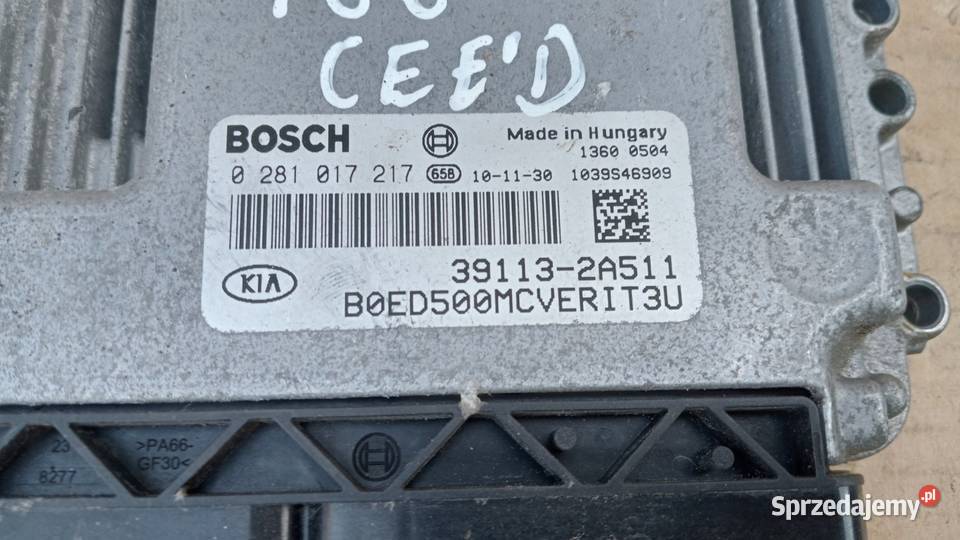 CEE'D
BOSCH Made in Hungary
1360 0504
0 281 017 217 65B 10-11-30 1039S46909
39113-2A511
KIA B0ED500MCVERIT3U
23 >PA66-
8277 GF30<
Sprzedajemy.pl